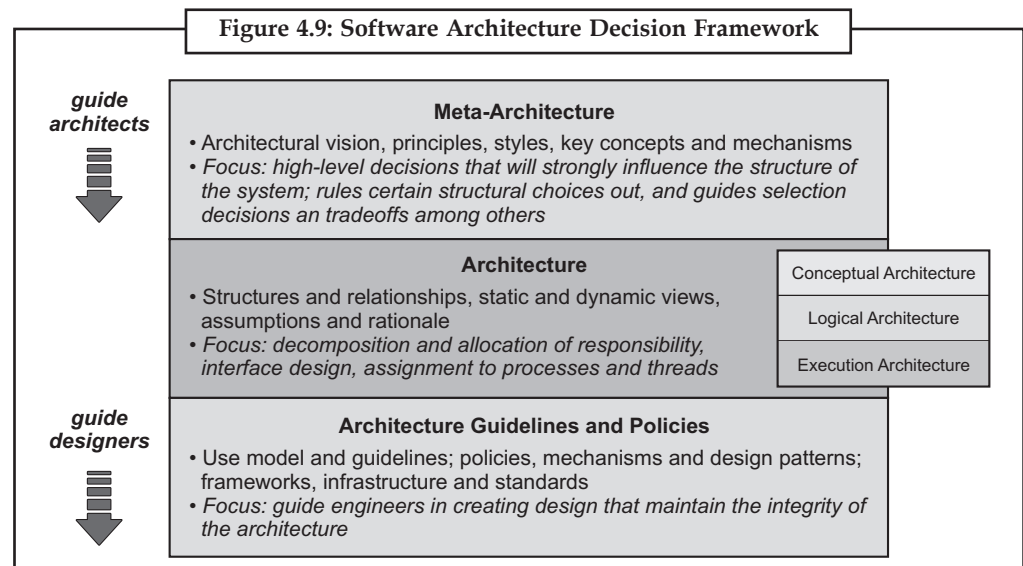 Figure 4.9: Software Architecture Decision Framework
guide
architects
Meta-Architecture
• Architectural vision, principles, styles, key concepts and mechanisms
• Focus: high-level decisions that will strongly influence the structure of
the system; rules certain structural choices out, and guides selection
decisions an tradeoffs among others
Architecture
• Structures and relationships, static and dynamic views,
assumptions and rationale
• Focus: decomposition and allocation of responsibility,
interface design, assignment to processes and threads
Conceptual Architecture
Logical Architecture
Execution Architecture
guide
designers
Architecture Guidelines and Policies
• Use model and guidelines; policies, mechanisms and design patterns;
frameworks, infrastructure and standards
• Focus: guide engineers in creating design that maintain the integrity of
the architecture